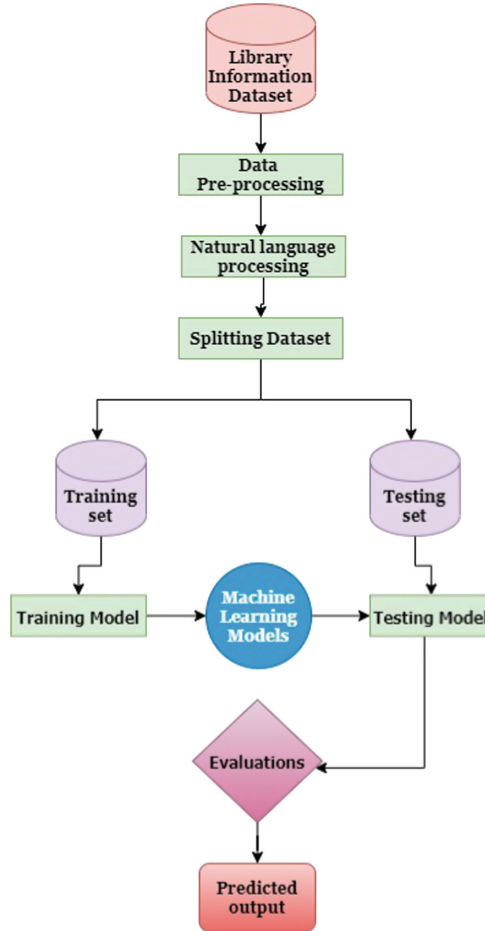 Library
Information
Dataset
Data
Pre-processing
Natural language
processing
Splitting Dataset
Training
set
Testing
set
Training Model
Machine
Learning
Models
Testing Model
Evaluations
Predicted
output